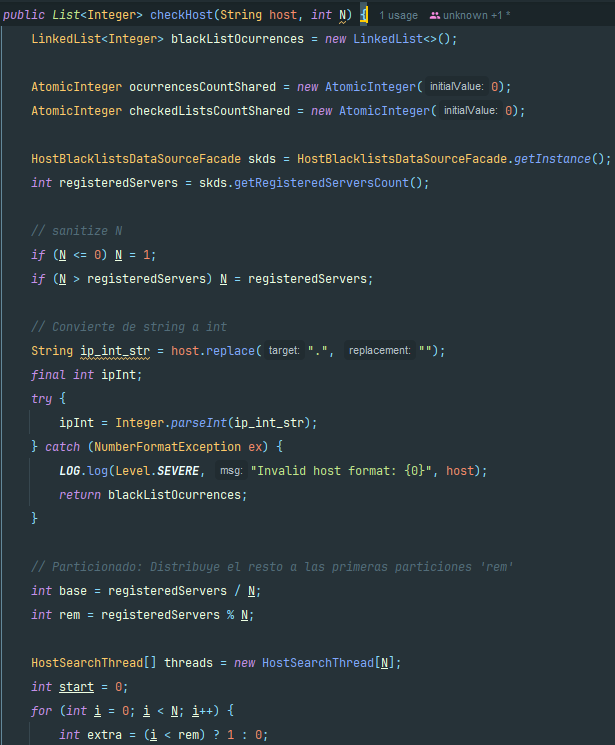 public List<Integer> checkHost(String host, int N) { 1 usage unknown +1 *
LinkedList<Integer> blackListOcurrences = new LinkedList<>();
AtomicInteger ocurrencesCountShared = new AtomicInteger( initialValue: 0);
AtomicInteger checkedListsCountShared = new AtomicInteger( initialValue: 0);
HostBlacklistsDataSourceFacade skds = HostBlacklistsDataSourceFacade.getInstance();
int registeredServers = skds.getRegisteredServersCount();
// sanitize N
if (N <= 0) N = 1;
if (N > registeredServers) N = registeredServers;
// Convierte de string a int
String ip_int_str = host.replace( target: ".", replacement: "");
final int ipInt;
try {
ipInt = Integer.parseInt(ip_int_str);
} catch (NumberFormatException ex) {
LOG.log(Level.SEVERE, msg: "Invalid host format: {0}", host);
return blackListOcurrences;
}
// Particionado: Distribuye el resto a las primeras particiones 'rem'
int base = registeredServers / N;
int rem = registeredServers % N;
HostSearchThread[] threads = new HostSearchThread[N];
int start = 0;
for (int i = 0; i < N; i++) {
int extra = (i < rem) ? 1 : 0;